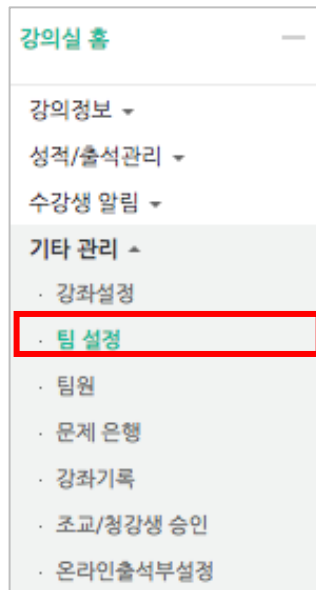 강의실 홈
강의정보
성적/출석관리
수강생 알림
기타 관리
· 강좌설정
· 팀 설정
· 팀원
· 문제 은행
· 강좌기록
· 조교/청강생 승인
· 온라인출석부설정